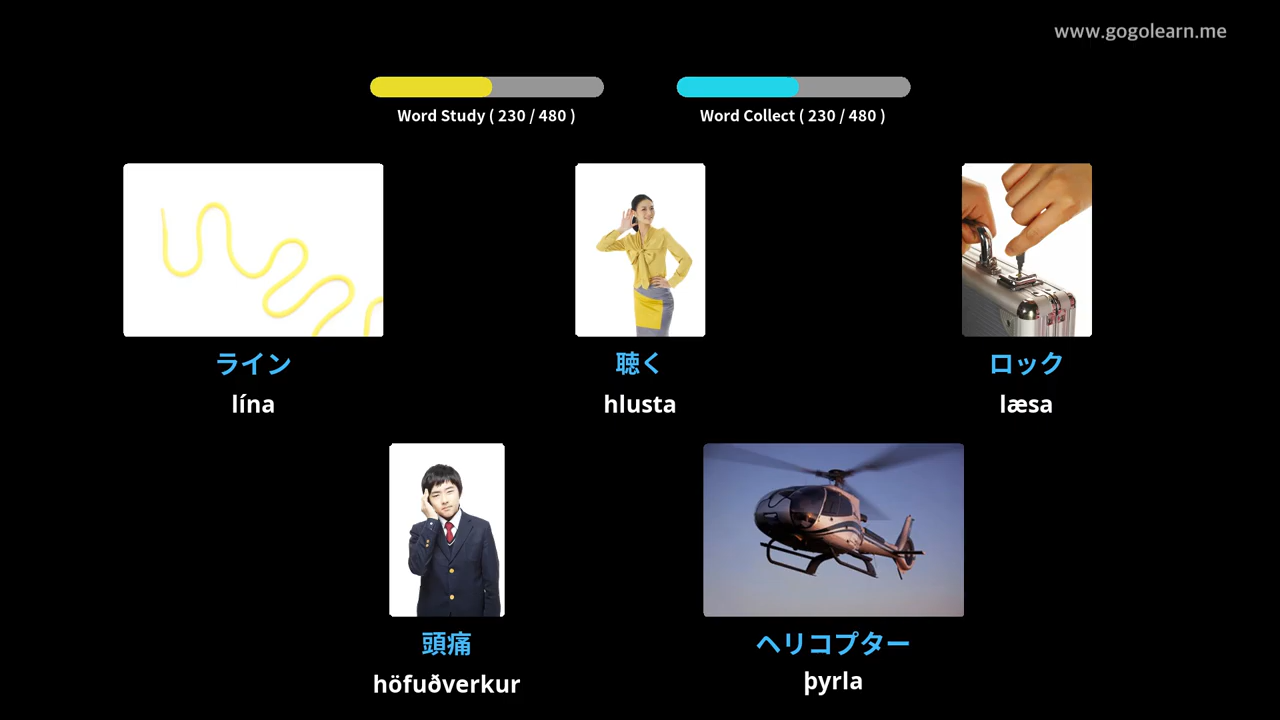 www.gogolearn.me
Word Study ( 230 / 480 )
Word Collect ( 230 / 480 )
ライン
lína
聴く
hlusta
ロック
læsa
頭痛
höfuðverkur
ヘリコプター
þyrla